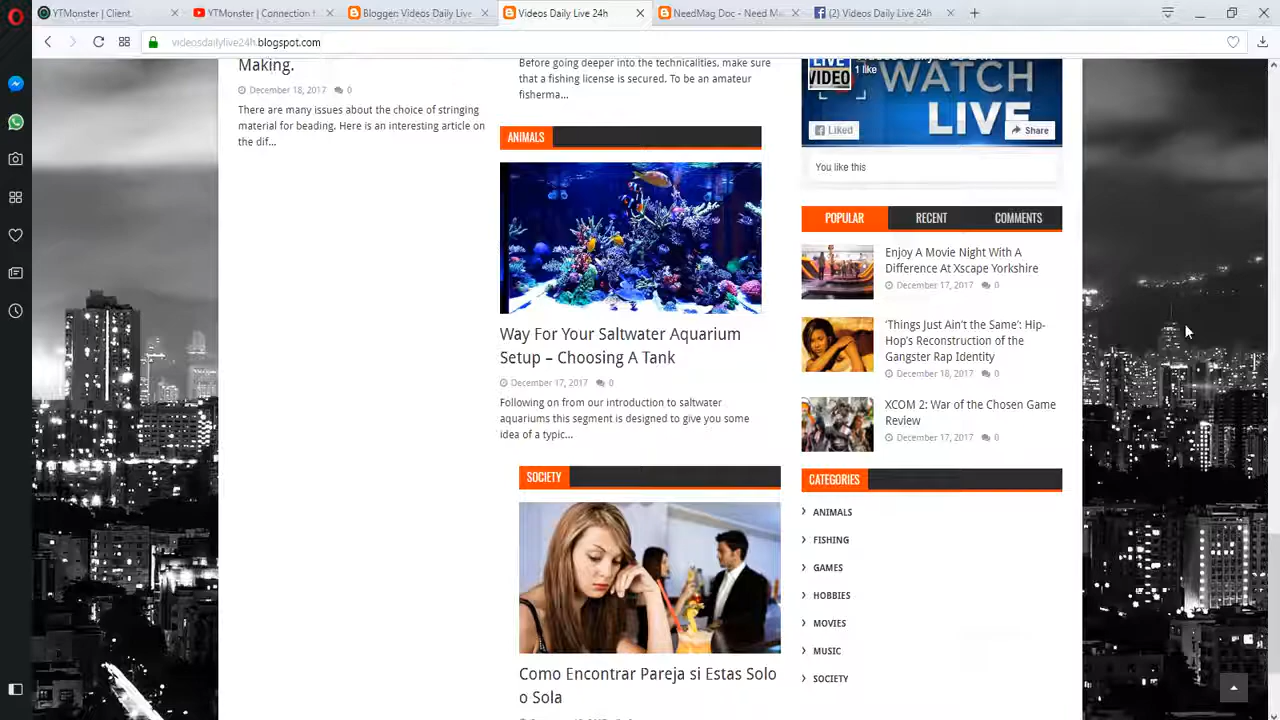 YTMonster | Client.
YTMonster | Connection f
Blogger: Videos Daily Live
Videos Daily Live 24h
NeedMag Doc - Need Ma
(2) Videos Daily Live 24h
videosdailylive24h.blogspot.com
Making.
December 18, 2017 0
There are many issues about the choice of stringing
material for beading. Here is an interesting article on
the dif...
Before going deeper into the technicalities, make sure
that a fishing license is secured. To be an amateur
fisherma...
ANIMALS
Way For Your Saltwater Aquarium
Setup – Choosing A Tank
December 17, 2017 0
Following on from our introduction to saltwater
aquariums this segment is designed to give you some
idea of a typic...
SOCIETY
Como Encontrar Pareja si Estas Solo
o Sola
LIVE
VIDEO
1 like
WATCH
LIVE
Liked
Share
You like this
POPULAR
RECENT
COMMENTS
Enjoy A Movie Night With A
Difference At Xscape Yorkshire
December 17, 2017 0
'Things Just Ain't the Same': Hip-
Hop's Reconstruction of the
Gangster Rap Identity
December 18, 2017 0
XCOM 2: War of the Chosen Game
Review
December 17, 2017 0
CATEGORIES
ANIMALS
FISHING
GAMES
HOBBIES
MOVIES
MUSIC
SOCIETY